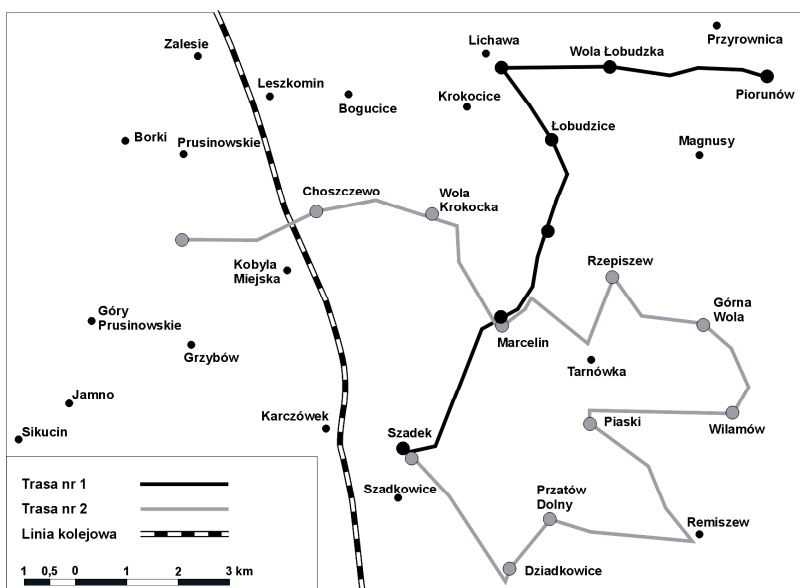 Przyrownica
Zalesie
Lichawa
Wola Łobudzka
Leszkomin
Bogucice
Krokocice
Piorunów
Borki
Prusinowskie
Łobudzice
Magnusy
Choszczewo
Wola
Krokocka
Kobyla
Miejska
Rzepiszew
Góry
Prusinowskie
Górna
Wola
Grzybów
Marcelin
Tarnówka
Jamno
Karczówek
Sikucin
Szadek
Piaski
Wilamów
Szadkowice
Przatów
Dolny
Remiszew
Dziadkowice
Trasa nr 1
Trasa nr 2
Linia kolejowa
1 0,5 0 1 2 3 km